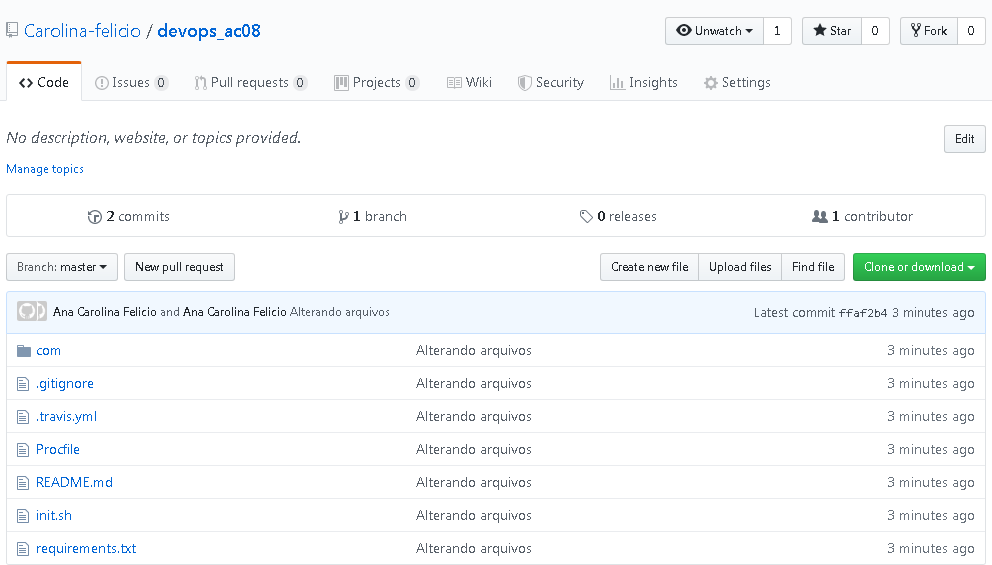 Carolina-felicio / devops_ac08 Unwatch 1 Star 0 Fork 0
Code Issues 0 Pull requests 0 Projects 0 Wiki Security Insights Settings
No description, website, or topics provided. Edit
Manage topics
2 commits 1 branch 0 releases 1 contributor
Branch: master New pull request Create new file Upload files Find file Clone or download
Ana Carolina Felicio and Ana Carolina Felicio Alterando arquivos Latest commit ffaf2b4 3 minutes ago
com Alterando arquivos 3 minutes ago
.gitignore Alterando arquivos 3 minutes ago
.travis.yml Alterando arquivos 3 minutes ago
Procfile Alterando arquivos 3 minutes ago
README.md Alterando arquivos 3 minutes ago
init.sh Alterando arquivos 3 minutes ago
requirements.txt Alterando arquivos 3 minutes ago